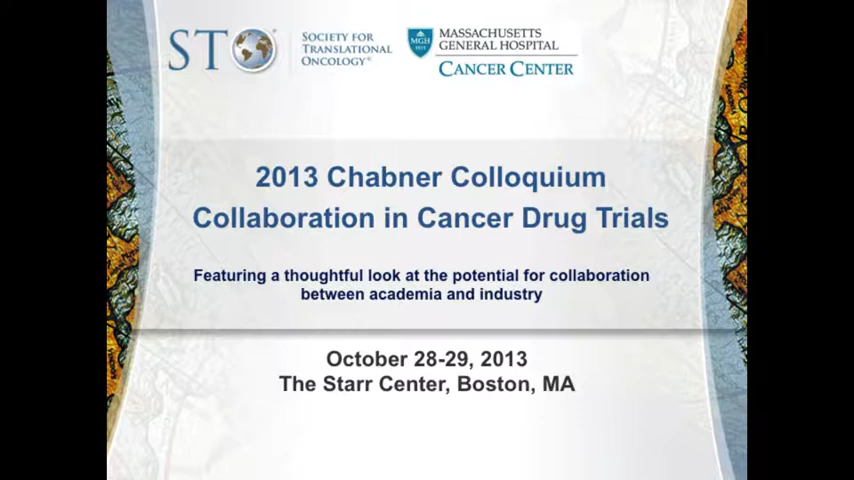 STO
SOCIETY FOR
TRANSLATIONAL
ONCOLOGY®
MGH
1811
MASSACHUSETTS
GENERAL HOSPITAL
CANCER CENTER
2013 Chabner Colloquium
Collaboration in Cancer Drug Trials
Featuring a thoughtful look at the potential for collaboration
between academia and industry
October 28-29, 2013
The Starr Center, Boston, MA